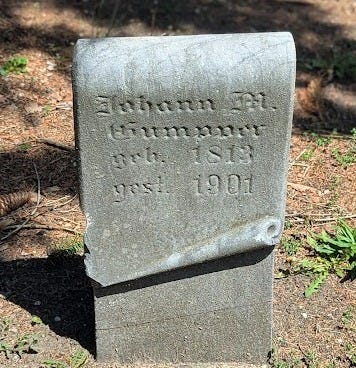 Johann M.
Gumpper
geb. 1813
gest. 1901